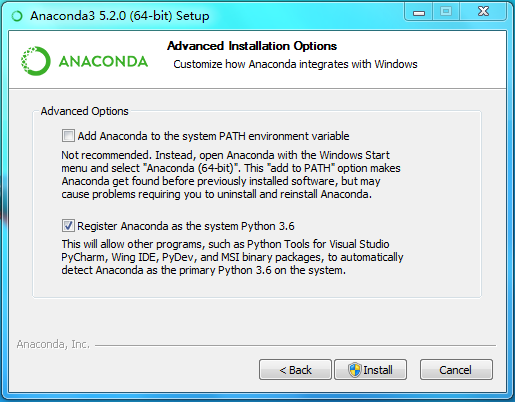 Anaconda3 5.2.0 (64-bit) Setup
Advanced Installation Options
Customize how Anaconda integrates with Windows
ANACONDA
Advanced Options
Add Anaconda to the system PATH environment variable
Not recommended. Instead, open Anaconda with the Windows Start
menu and select "Anaconda (64-bit)". This "add to PATH" option makes
Anaconda get found before previously installed software, but may
cause problems requiring you to uninstall and reinstall Anaconda.
Register Anaconda as the system Python 3.6
This will allow other programs, such as Python Tools for Visual Studio
PyCharm, Wing IDE, PyDev, and MSI binary packages, to automatically
detect Anaconda as the primary Python 3.6 on the system.
Anaconda, Inc.
< Back
Install
Cancel